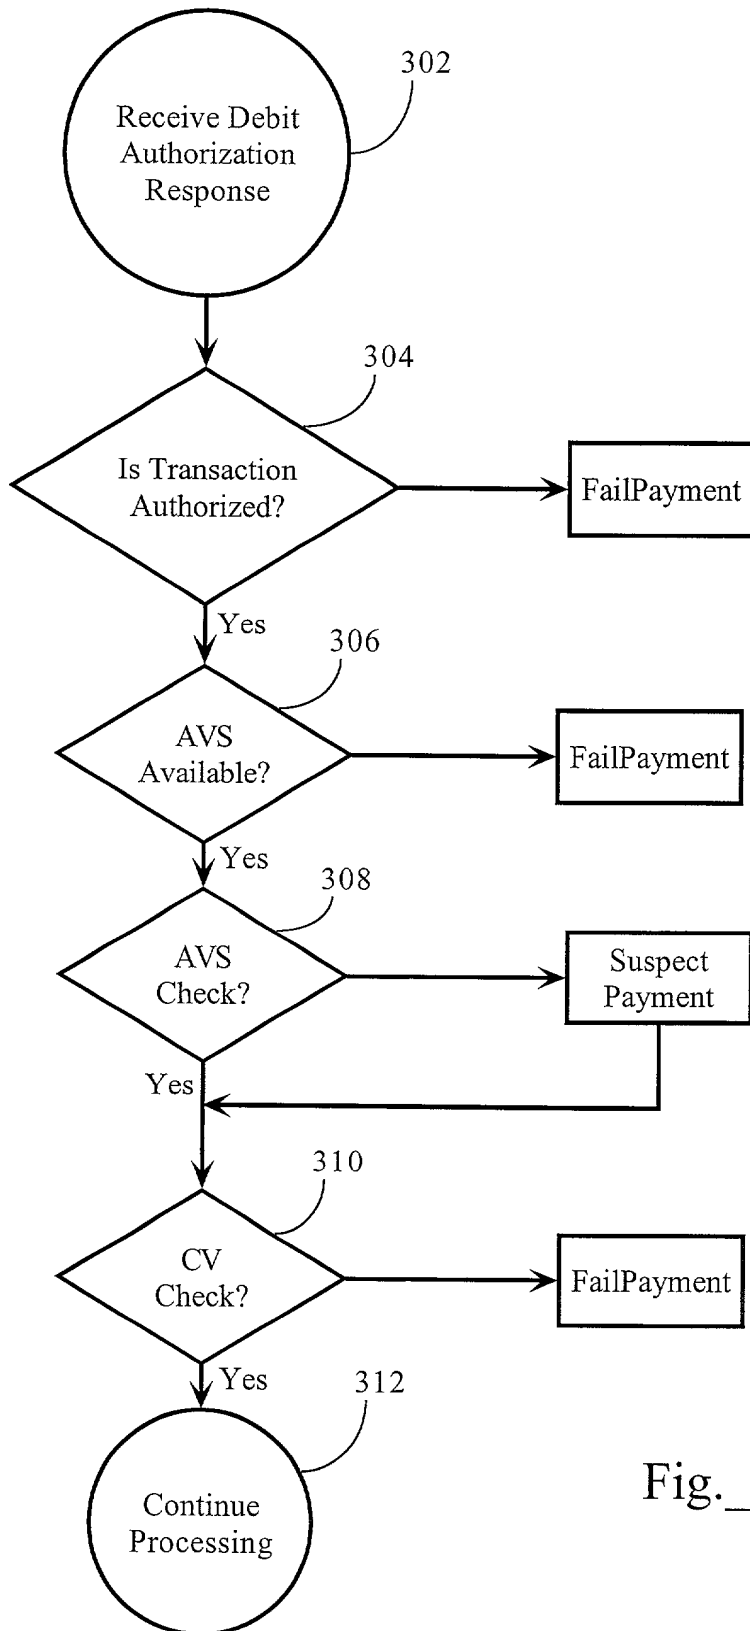 302
Receive Debit
Authorization
Response
304
Is Transaction
Authorized?
FailPayment
Yes
306
AVS
Available?
FailPayment
Yes
308
AVS
Check?
Suspect
Payment
Yes
310
CV
Check?
FailPayment
Yes
312
Continue
Processing
Fig._